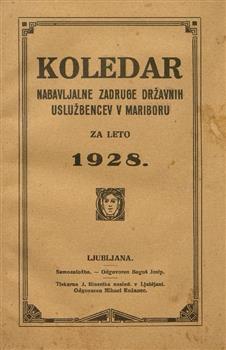 KOLEDAR
NABAVLJALNE ZADRUGE DRŽAVNIH
USLUŽBENCEV V MARIBORU
ZA LETO
1928.
LJUBLJANA.
Samozaložba. — Odgovoren Boguš Josip.
Tiskarna J. Blasnika nasled. v Ljubljani.
Odgovoren Mihael Rožanec.